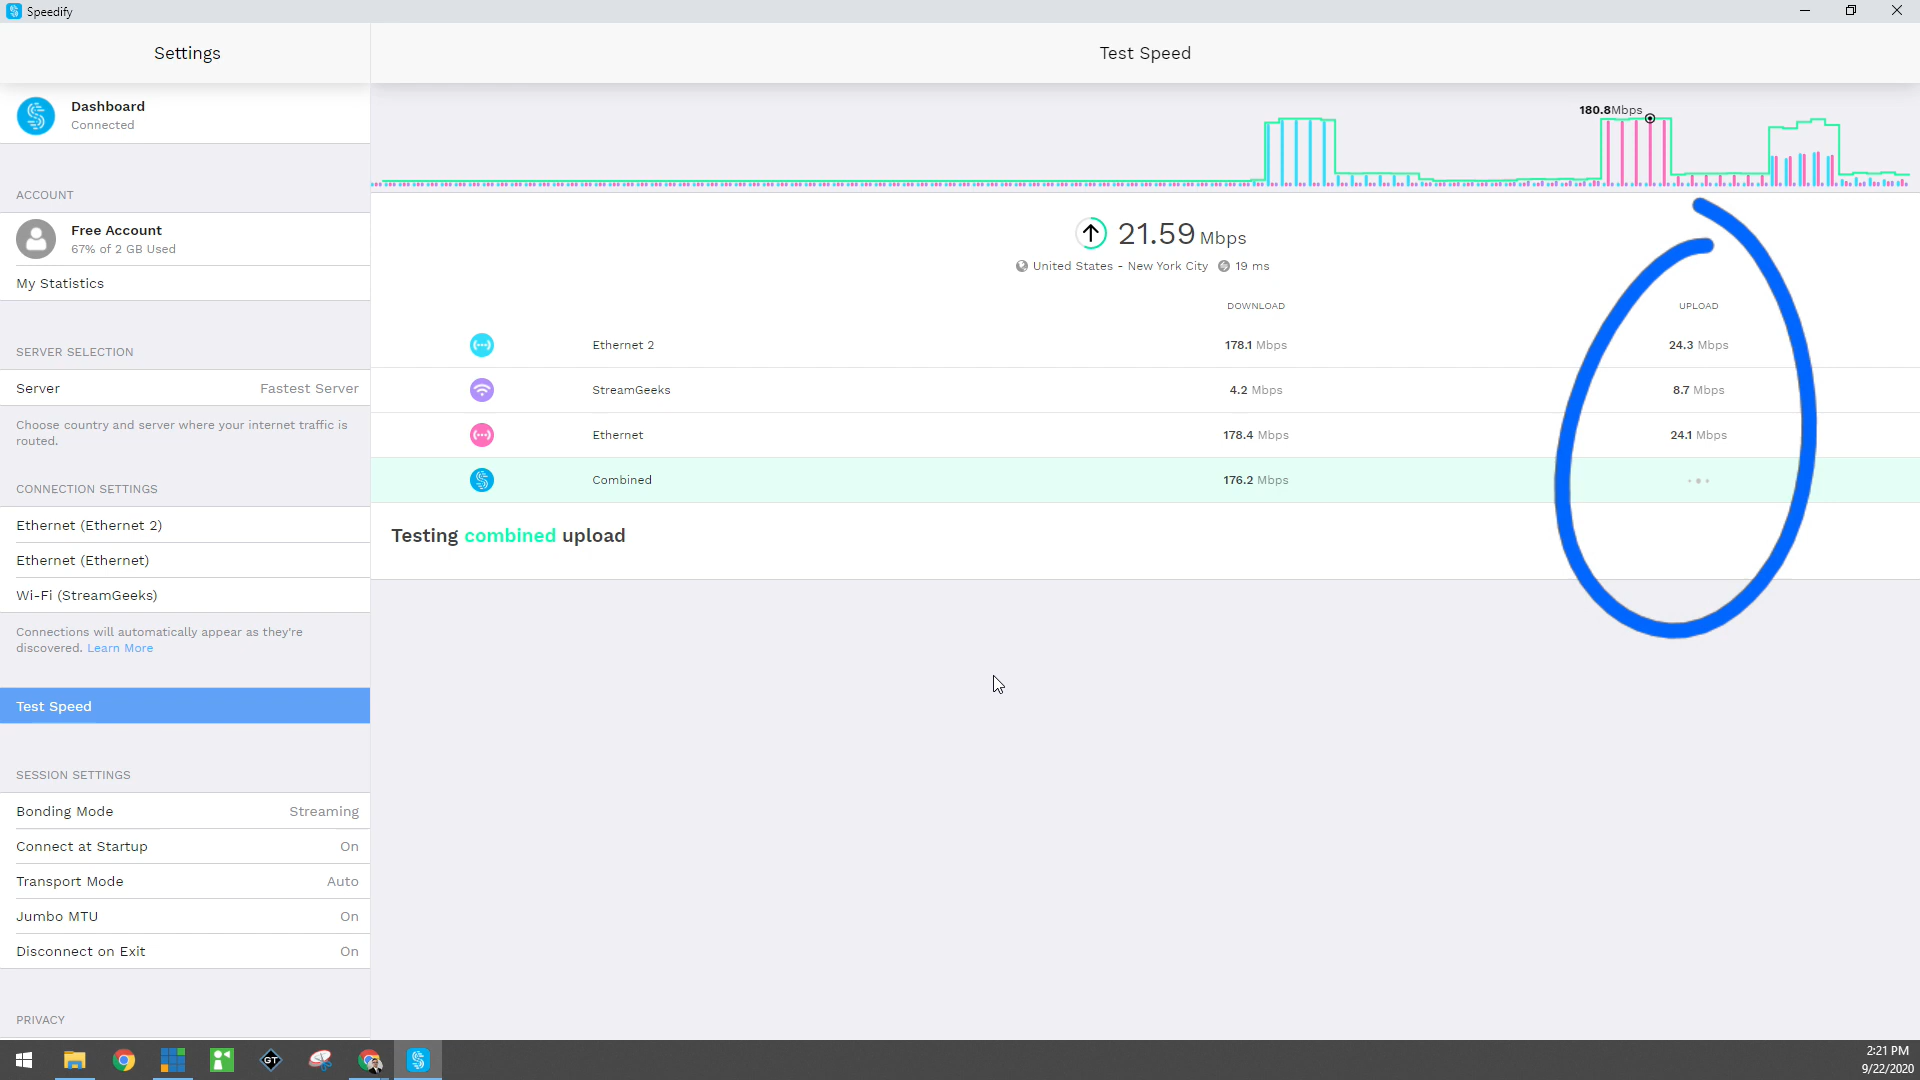 Speedify
Settings
Test Speed
Dashboard
Connected
180.8Mbps
ACCOUNT
Free Account
67% of 2 GB Used
My Statistics
21.59 Mbps
United States - New York City 19 ms
DOWNLOAD UPLOAD
Ethernet 2 178.1 Mbps 24.3 Mbps
StreamGeeks 4.2 Mbps 8.7 Mbps
Ethernet 178.4 Mbps 24.1 Mbps
Combined 176.2 Mbps
Testing combined upload
SERVER SELECTION
Server Fastest Server
Choose country and server where your internet traffic is
routed.
CONNECTION SETTINGS
Ethernet (Ethernet 2)
Ethernet (Ethernet)
Wi-Fi (StreamGeeks)
Connections will automatically appear as they're
discovered. Learn More
Test Speed
SESSION SETTINGS
Bonding Mode Streaming
Connect at Startup On
Transport Mode Auto
Jumbo MTU On
Disconnect on Exit On
PRIVACY
GT
2:21 PM
9/22/2020